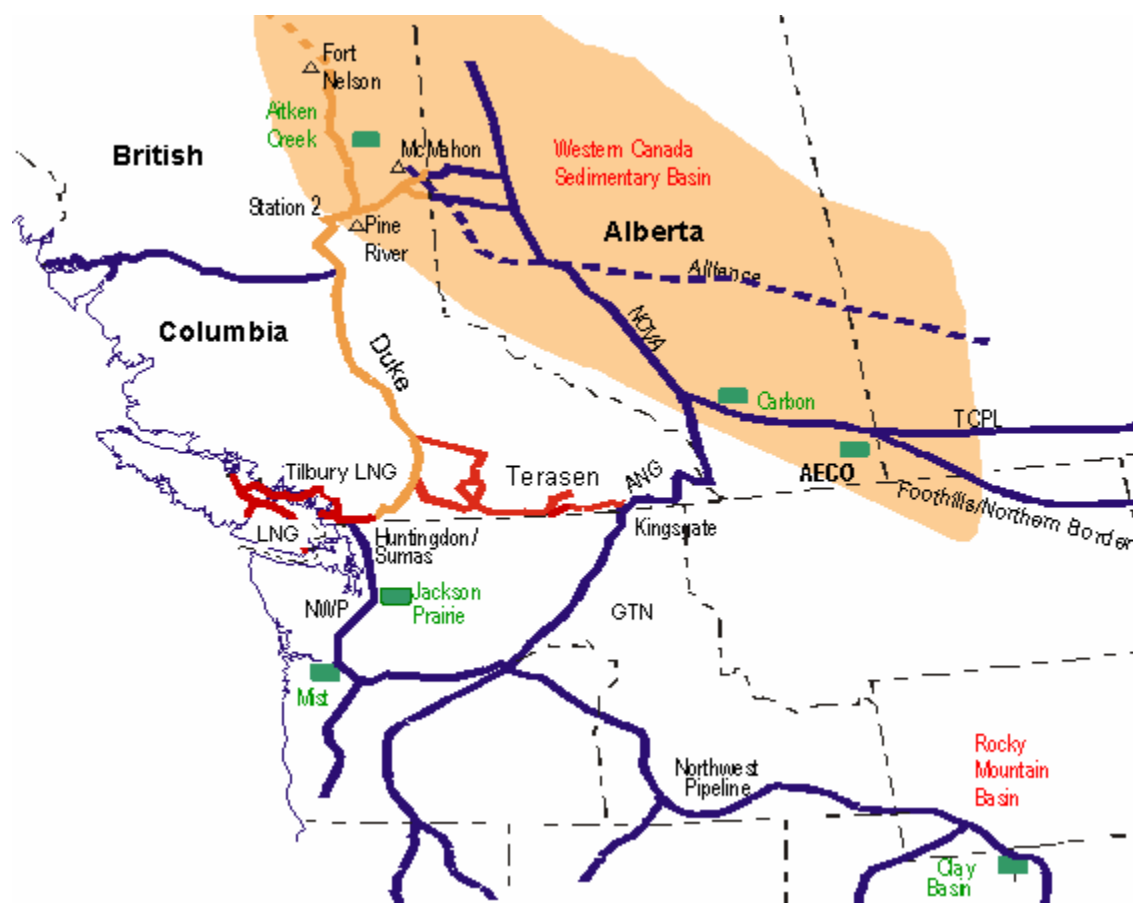 Fort
Nelson
Aitken
Creek
British
McMahon
Western Canada
Sedimentary Basin
Station 2
Pine
River
Alberta
Alliance
Columbia
NOVA
Duke
Carbon
TCPL
Tilbury LNG
Terasen
ANG
AECO
Foothills/Northern Border
LNG
Huntingdon/
Sumas
Kingsgate
NWP
Jackson
Prairie
GTN
Mist
Northwest
Pipeline
Rocky
Mountain
Basin
Clay
Basin